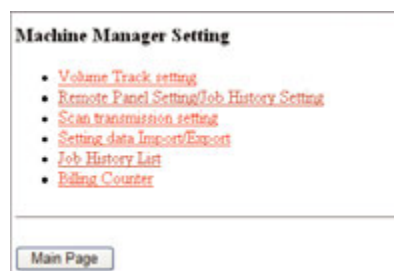 Machine Manager Setting
Volume Track setting
Remote Panel Setting/Job History Setting
Scan transmission setting
Setting data Import/Export
Job History List
Billing Counter
Main Page